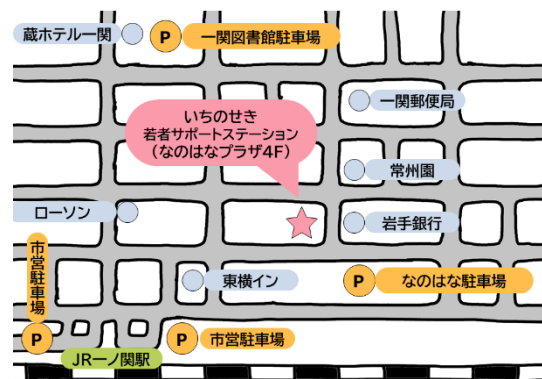 蔵ホテル一関
P
一関図書館駐車場
一関郵便局
いちのせき
若者サポートステーション
(なのはなプラザ4F)
常州園
ローソン
岩手銀行
市営駐車場
東横イン
P
なのはな駐車場
P
P
市営駐車場
JR一ノ関駅